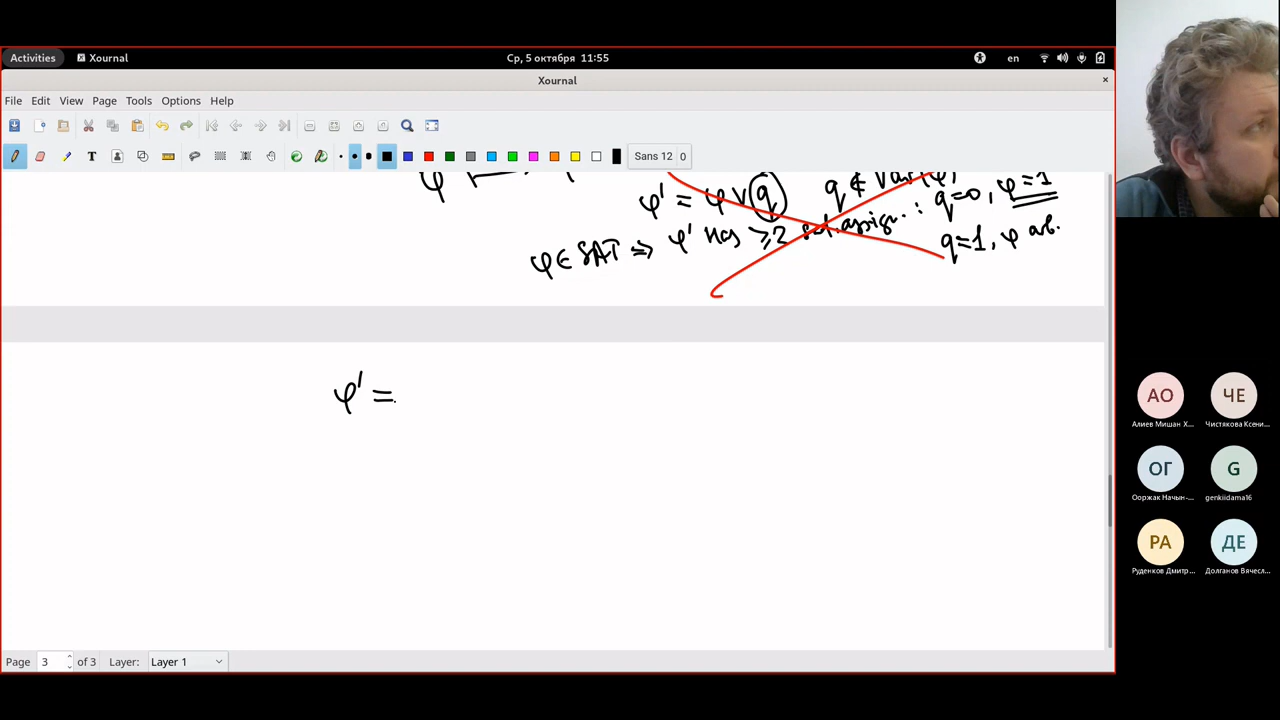 Activities Xournal Ср, 5 октября 11:55 en
Xournal
File Edit View Page Tools Options Help
Sans 12 0
φ' = φ ∨ q q ∉ Var(φ)
φ ∈ SAT ⇒ φ' has ⩾2 sat. assign.: q=0, φ=1
q=1, φ arb.
φ' =
АО ЧЕ
Алиев Мишан Х... Чистякова Ксени...
ОГ G
Ооржак Начын-... genkiidama16
РА ДЕ
Руденков Дмитр... Долганов Вячесл...
Page 3 of 3 Layer: Layer 1